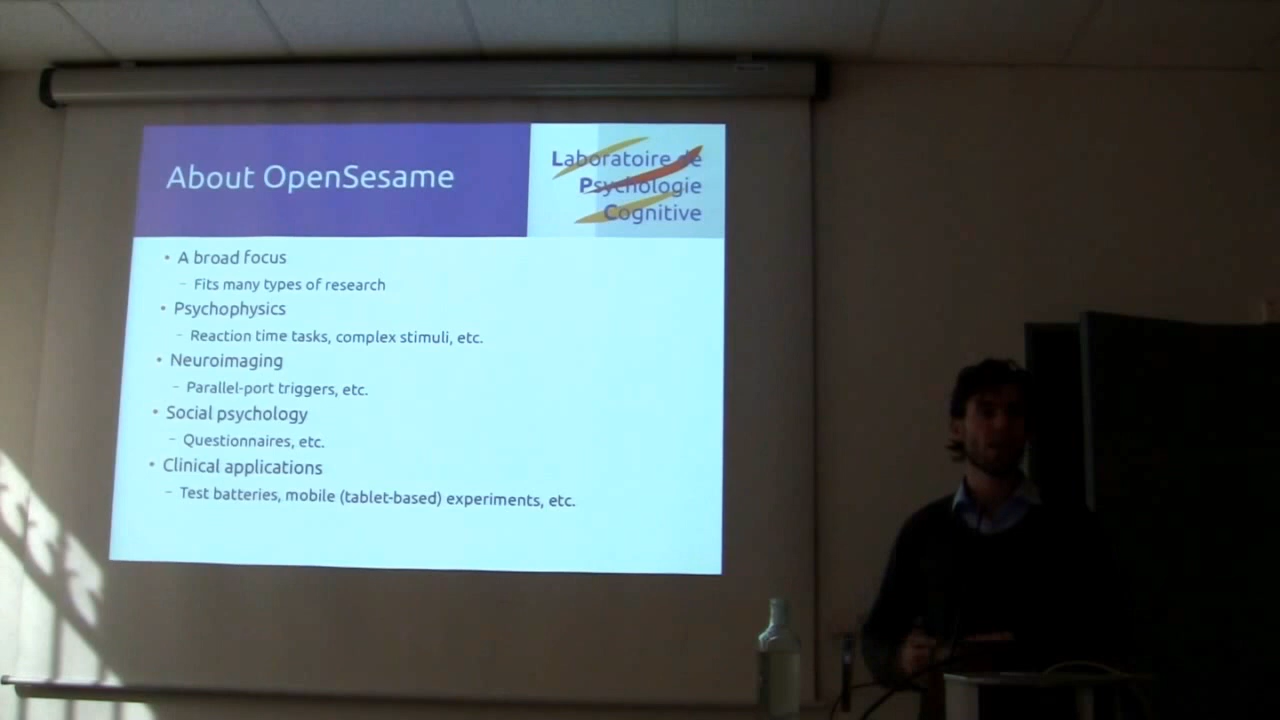 About OpenSesame
Laboratoire de
Psychologie
Cognitive
• A broad focus
– Fits many types of research
• Psychophysics
– Reaction time tasks, complex stimuli, etc.
• Neuroimaging
– Parallel-port triggers, etc.
• Social psychology
– Questionnaires, etc.
• Clinical applications
– Test batteries, mobile (tablet-based) experiments, etc.